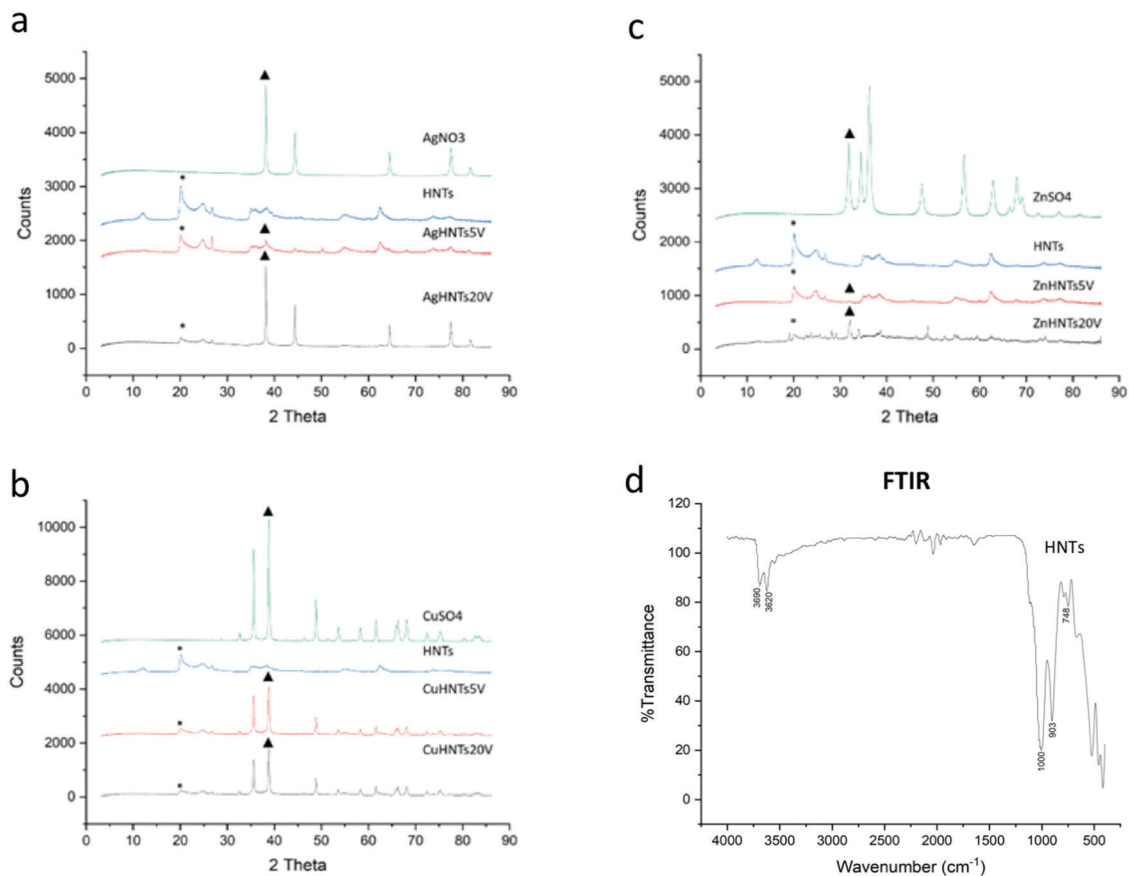 a
5000
4000
3000
2000
1000
0
Counts
AgNO3
HNTs
AgHNTs5V
AgHNTs20V
▲
*
*
▲
▲
*
0 10 20 30 40 50 60 70 80 90
2 Theta
c
5000
4000
3000
2000
1000
0
Counts
▲
ZnSO4
*
HNTs
*
ZnHNTs5V
▲
▲
ZnHNTs20V
*
0 10 20 30 40 50 60 70 80 90
2 Theta
b
10000
8000
6000
4000
2000
0
Counts
▲
CuSO4
*
HNTs
▲
CuHNTs5V
*
▲
CuHNTs20V
*
0 10 20 30 40 50 60 70 80 90
2 Theta
d
FTIR
120
100
80
60
40
20
0
%Transmittance
HNTs
3690
3620
1000
903
748
4000 3500 3000 2500 2000 1500 1000 500
Wavenumber (cm⁻¹)